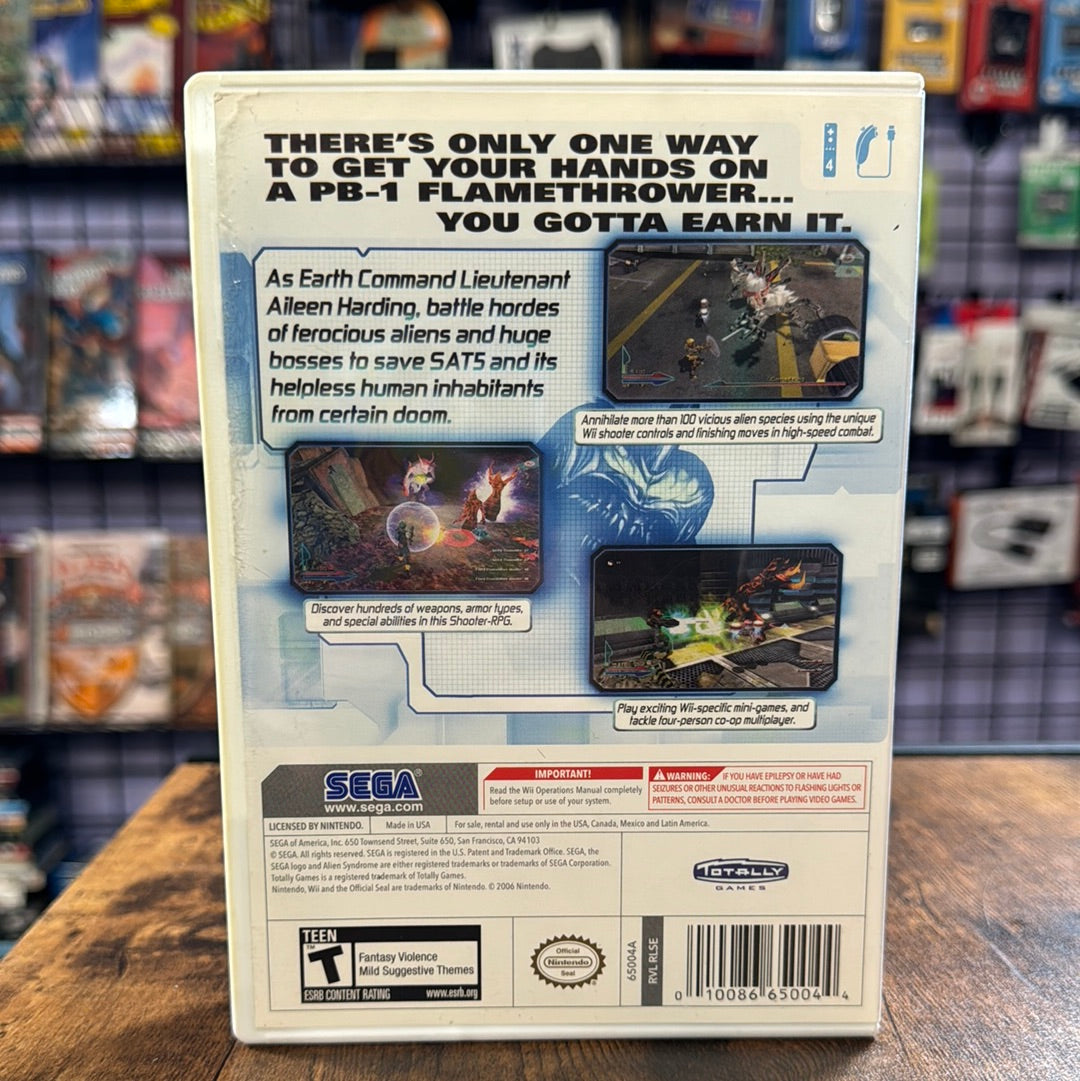 THERE'S ONLY ONE WAY
TO GET YOUR HANDS ON
A PB-1 FLAMETHROWER...
YOU GOTTA EARN IT.
4
As Earth Command Lieutenant
Aileen Harding, battle hordes
of ferocious aliens and huge
bosses to save SAT5 and its
helpless human inhabitants
from certain doom.
Annihilate more than 100 vicious alien species using the unique
Wii shooter controls and finishing moves in high-speed combat.
Discover hundreds of weapons, armor types,
and special abilities in this Shooter-RPG.
Play exciting Wii-specific mini-games, and
tackle four-person co-op multiplayer.
SEGA®
www.sega.com
IMPORTANT!
Read the Wii Operations Manual completely
before setup or use of your system.
WARNING: IF YOU HAVE EPILEPSY OR HAVE HAD
SEIZURES OR OTHER UNUSUAL REACTIONS TO FLASHING LIGHTS OR
PATTERNS, CONSULT A DOCTOR BEFORE PLAYING VIDEO GAMES.
LICENSED BY NINTENDO.
Made in USA
For sale, rental and use only in the USA, Canada, Mexico and Latin America.
SEGA of America, Inc. 650 Townsend Street, Suite 650, San Francisco, CA 94103
© SEGA. All rights reserved. SEGA is registered in the U.S. Patent and Trademark Office. SEGA, the
SEGA logo and Alien Syndrome are either registered trademarks or trademarks of SEGA Corporation.
Totally Games is a registered trademark of Totally Games.
Nintendo, Wii and the Official Seal are trademarks of Nintendo. © 2006 Nintendo.
TOTALLY
GAMES
TEEN
T
TM
Fantasy Violence
Mild Suggestive Themes
ESRB CONTENT RATING
www.esrb.org
Official
Nintendo
Seal
65004A
RVL RLSE
0 10086 65004 4